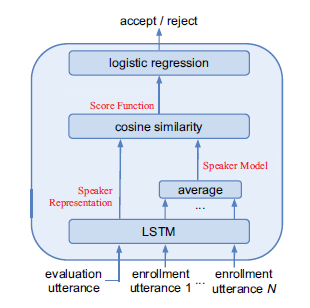 accept / reject
logistic regression
Score Function
cosine similarity
Speaker Model
Speaker
Representation
average
...
LSTM
evaluation
utterance
enrollment
utterance 1
...
enrollment
utterance N